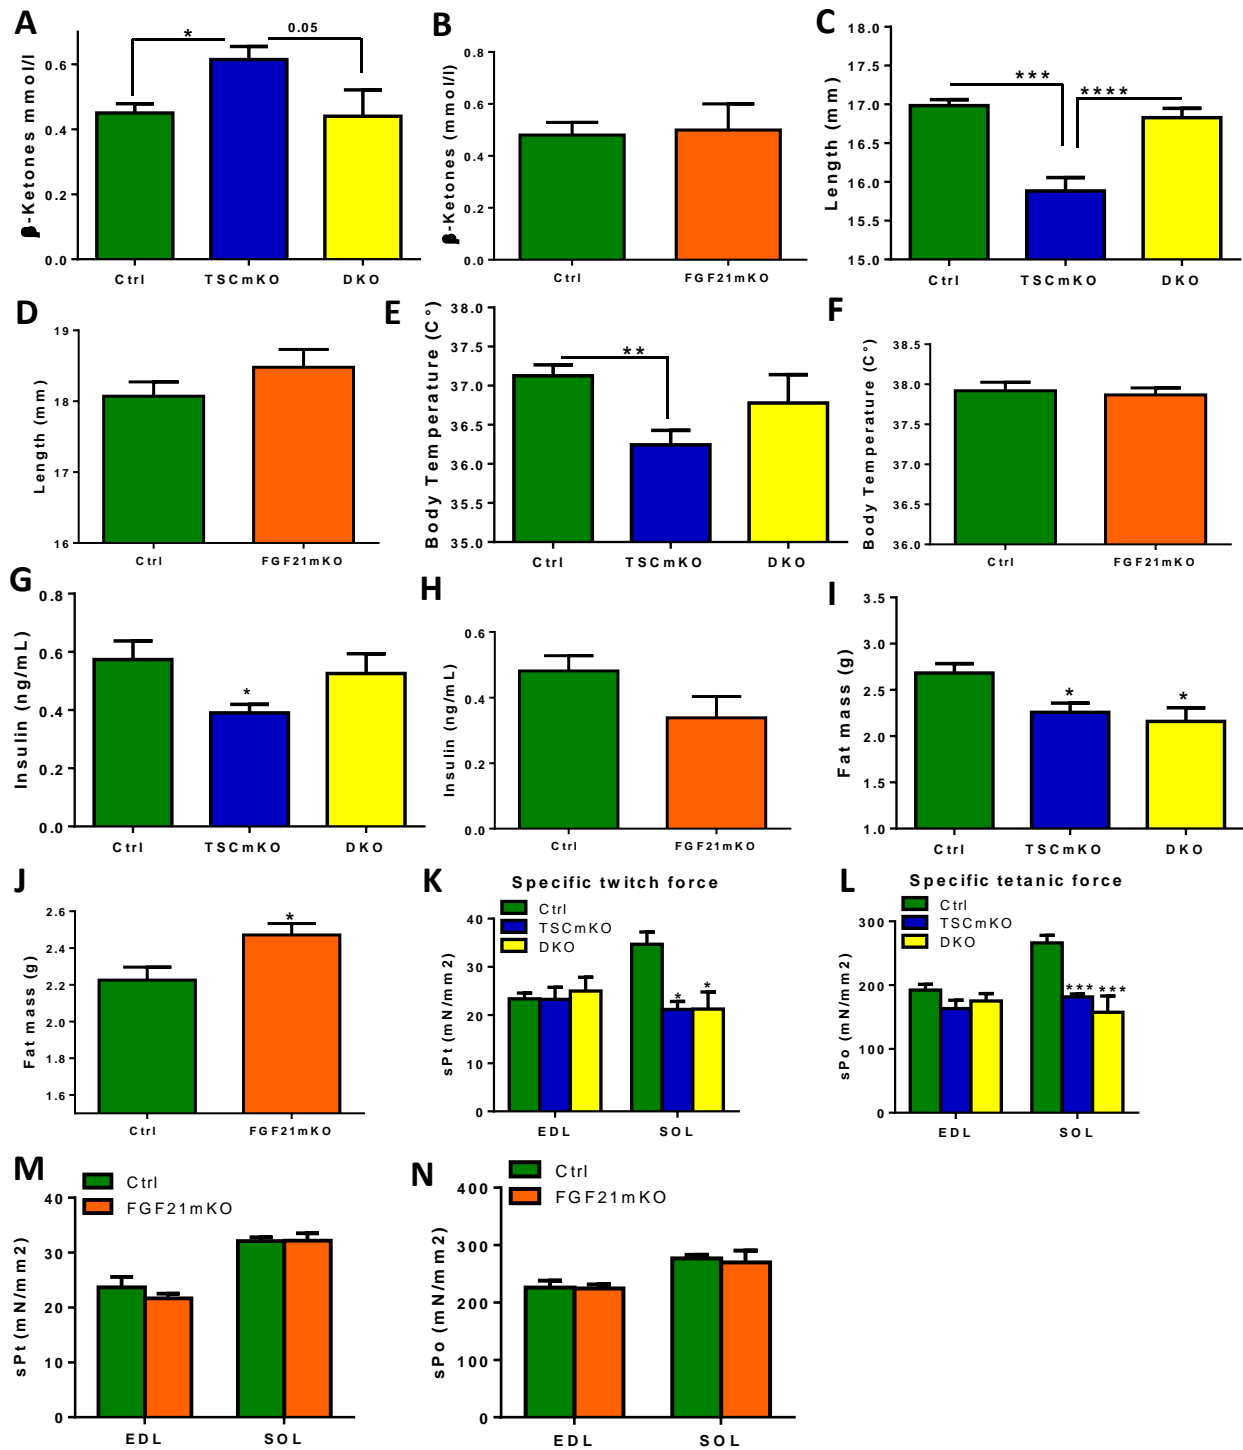 A
B
C
β-Ketones mmol/l
0.6
0.4
0.2
0.0
*
0.05
Ctrl
TSCmKO
DKO
β-Ketones (mmol/l)
0.8
0.6
0.4
0.2
0.0
Ctrl
FGF21mKO
Length (mm)
18.0
17.5
17.0
16.5
16.0
15.5
15.0
***
****
Ctrl
TSCmKO
DKO
D
E
F
Length (mm)
19
18
17
16
Ctrl
FGF21mKO
Body Temperature (C°)
38.0
37.5
37.0
36.5
36.0
35.5
35.0
**
Ctrl
TSCmKO
DKO
Body Temperature (C°)
38.5
38.0
37.5
37.0
36.5
36.0
Ctrl
FGF21mKO
G
H
I
Insulin (ng/mL)
0.8
0.6
0.4
0.2
0.0
*
Ctrl
TSCmKO
DKO
Insulin (ng/mL)
0.6
0.4
0.2
0.0
Ctrl
FGF21mKO
Fat mass (g)
3.5
3.0
2.5
2.0
1.5
1.0
*
*
Ctrl
TSCmKO
DKO
J
K
L
Fat mass (g)
2.6
2.4
2.2
2.0
1.8
1.6
*
Ctrl
FGF21mKO
Specific twitch force
Ctrl
TSCmKO
DKO
sPt (mN/mm2)
40
30
20
10
0
*
*
EDL
SOL
Specific tetanic force
Ctrl
TSCmKO
DKO
sPo (mN/mm2)
300
200
100
0
***
***
EDL
SOL
M
N
Ctrl
FGF21mKO
sPt (mN/mm2)
40
30
20
10
0
EDL
SOL
Ctrl
FGF21mKO
sPo (mN/mm2)
400
300
200
100
0
EDL
SOL